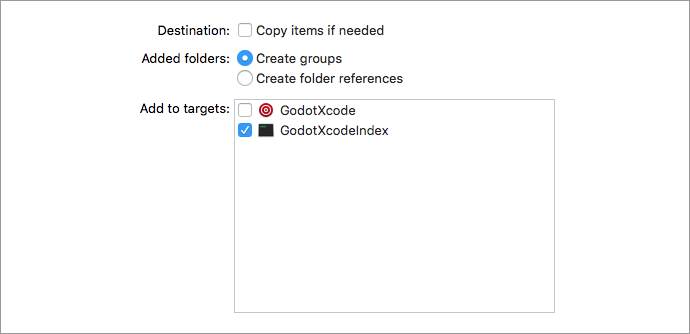 Destination: Copy items if needed
Added folders: Create groups
Create folder references
Add to targets: GodotXcode
GodotXcodeIndex